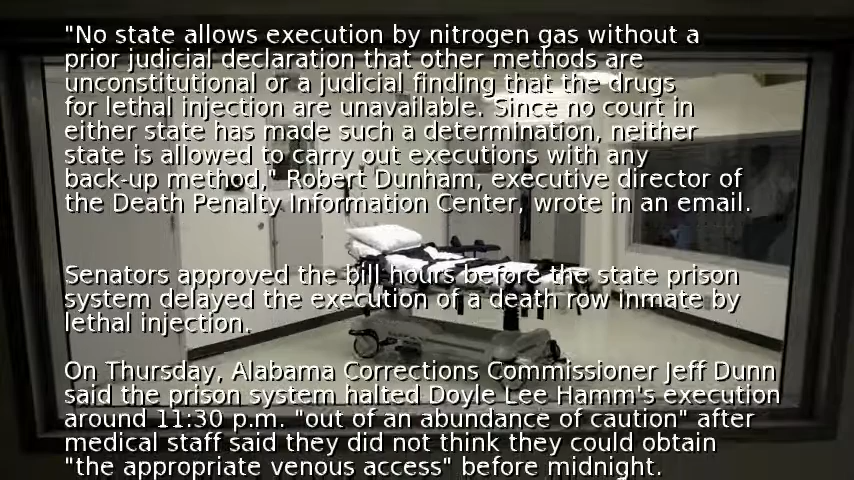 "No state allows execution by nitrogen gas without a
prior judicial declaration that other methods are
unconstitutional or a judicial finding that the drugs
for lethal injection are unavailable. Since no court in
either state has made such a determination, neither
state is allowed to carry out executions with any
back-up method," Robert Dunham, executive director of
the Death Penalty Information Center, wrote in an email.
Senators approved the bill hours before the state prison
system delayed the execution of a death row inmate by
lethal injection.
On Thursday, Alabama Corrections Commissioner Jeff Dunn
said the prison system halted Doyle Lee Hamm's execution
around 11:30 p.m. "out of an abundance of caution" after
medical staff said they did not think they could obtain
"the appropriate venous access" before midnight.